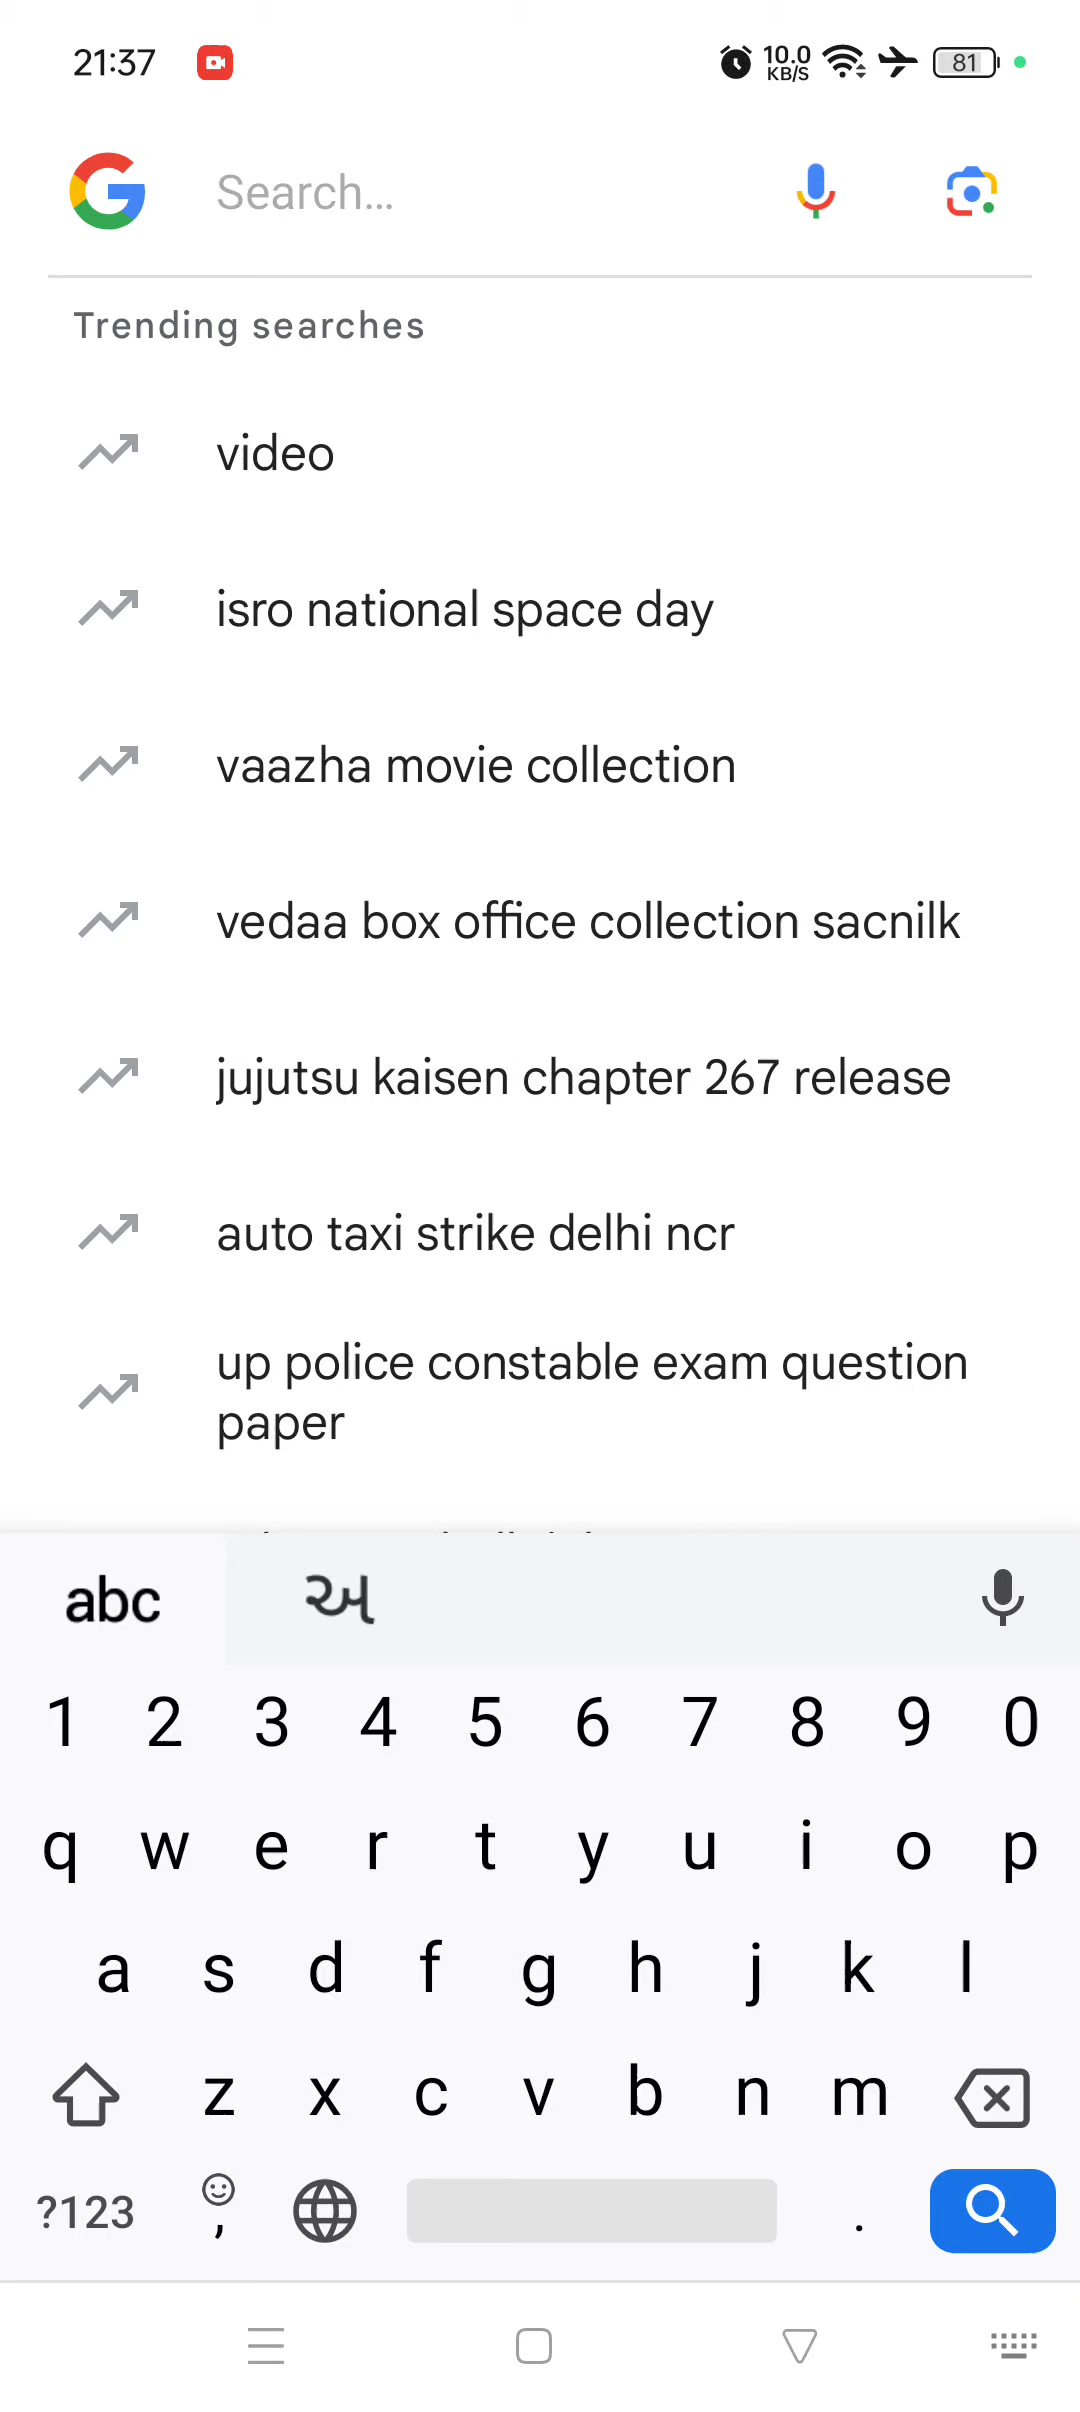 21:37 10.0 KB/S 81
Search...
Trending searches
video
isro national space day
vaazha movie collection
vedaa box office collection sacnilk
jujutsu kaisen chapter 267 release
auto taxi strike delhi ncr
up police constable exam question
paper
abc અ
1 2 3 4 5 6 7 8 9 0
q w e r t y u i o p
a s d f g h j k l
z x c v b n m
?123 , .